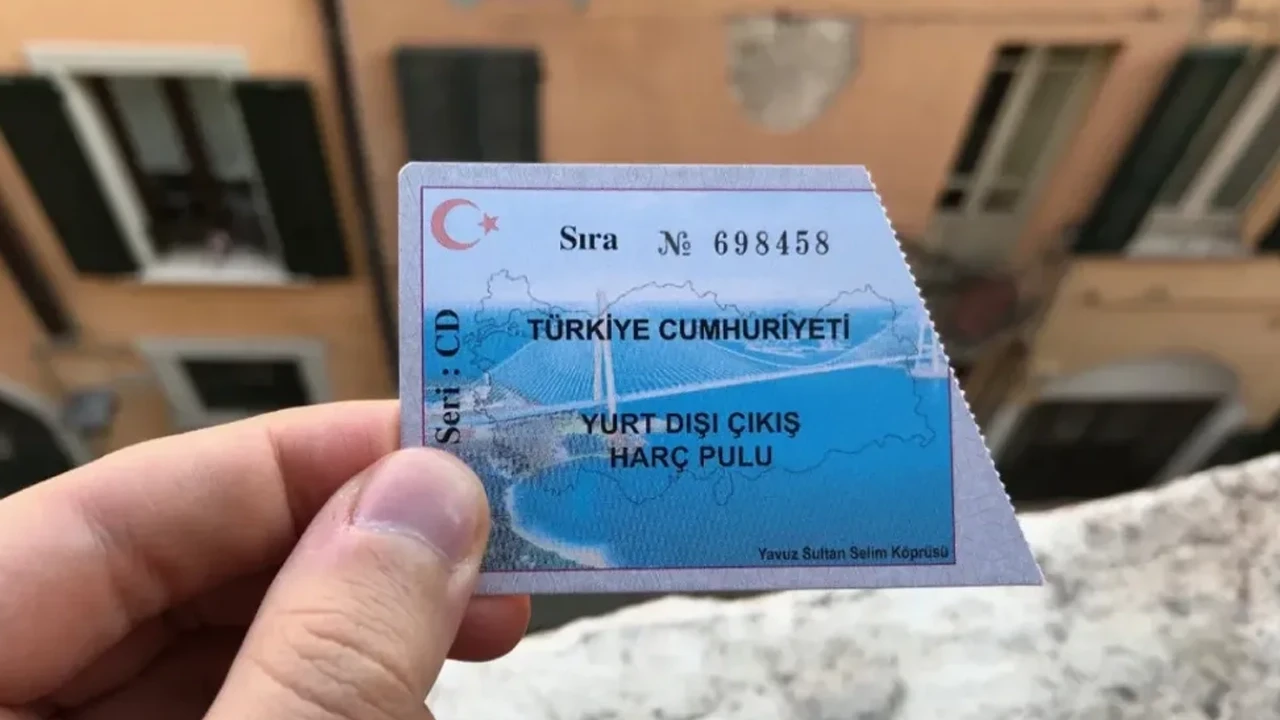 Sıra № 698458
Seri : CD
TÜRKİYE CUMHURİYETİ
YURT DIŞI ÇIKIŞ
HARÇ PULU
Yavuz Sultan Selim Köprüsü